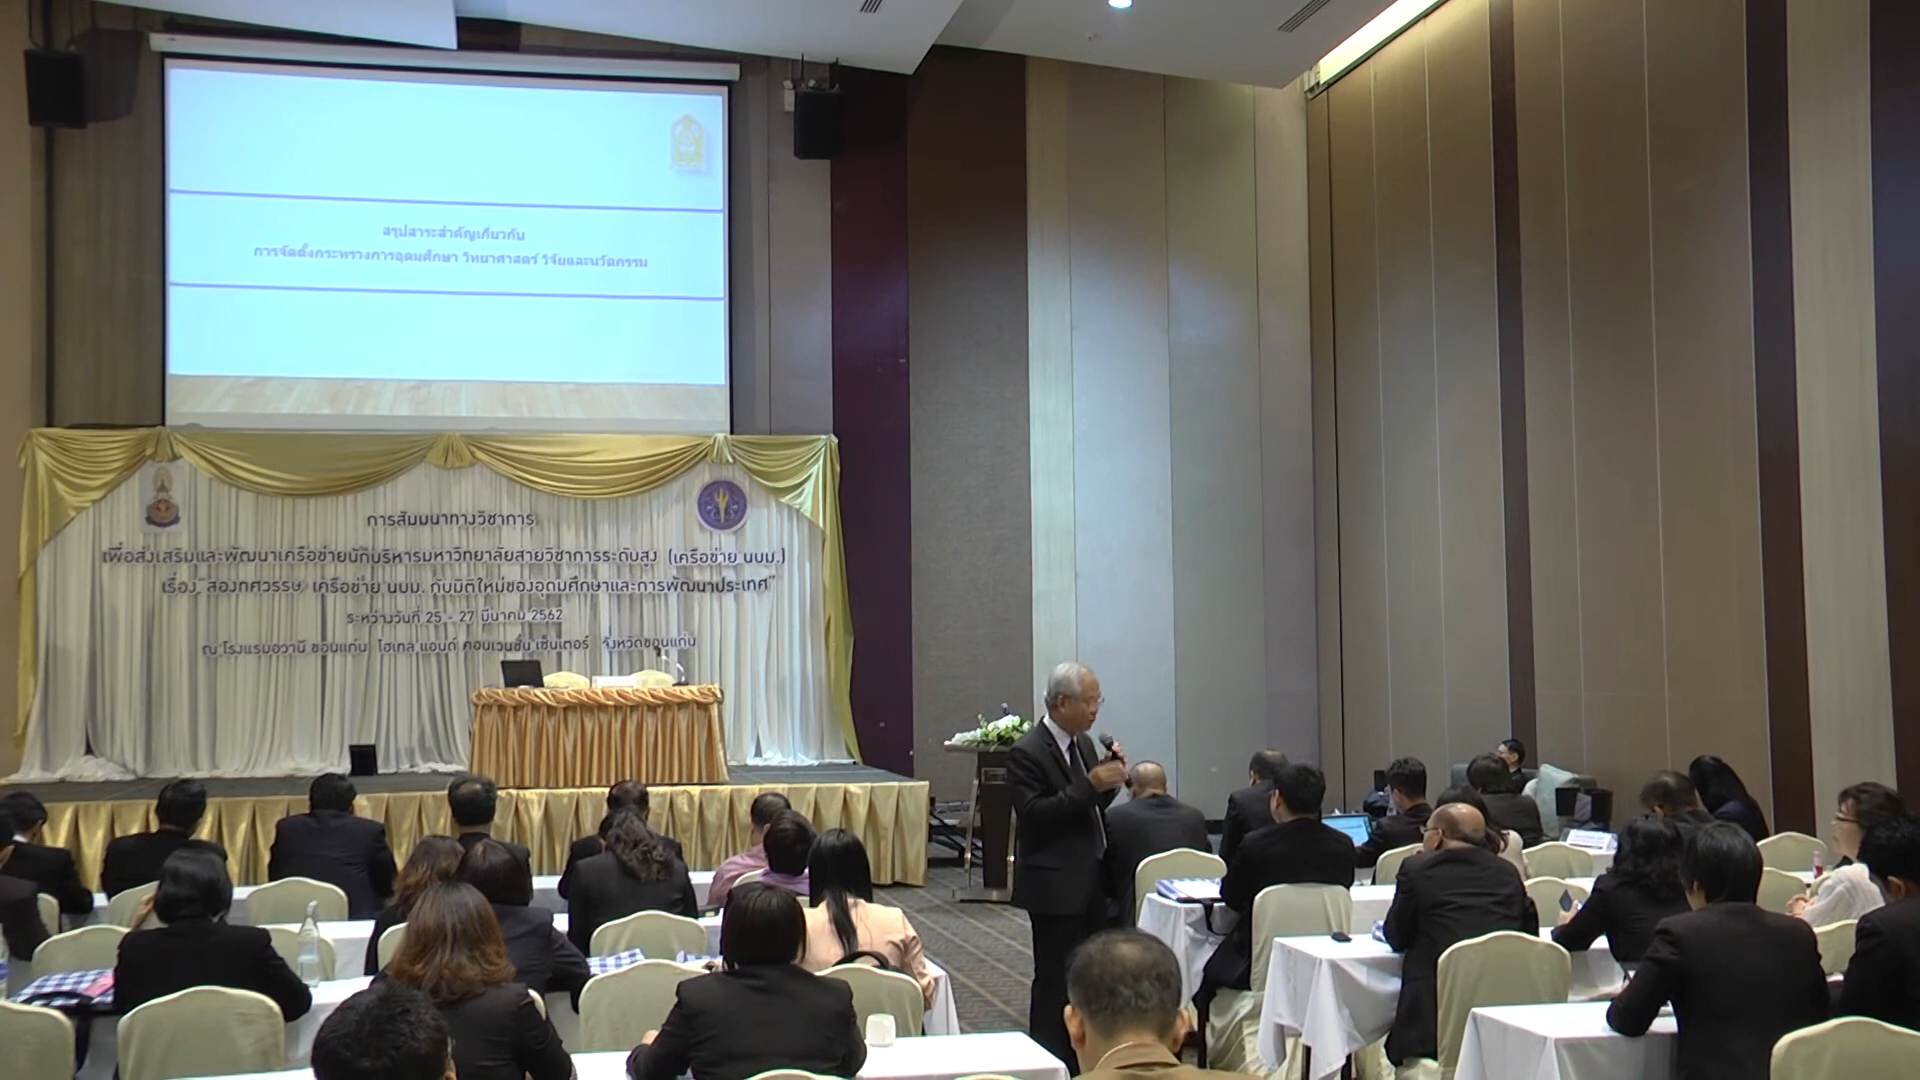 สรุปสาระสำคัญเกี่ยวกับ
การจัดตั้งกระทรวงการอุดมศึกษา วิทยาศาสตร์ วิจัยและนวัตกรรม
การสัมมนาทางวิชาการ
เพื่อส่งเสริมและพัฒนาเครือข่ายนักบริหารมหาวิทยาลัยสายวิชาการระดับสูง (เครือข่าย นบม.)
เรื่อง "สองทศวรรษ เครือข่าย นบม. กับมิติใหม่ของอุดมศึกษาและการพัฒนาประเทศ"
ระหว่างวันที่ 25 - 27 มีนาคม 2562
ณ โรงแรมอวานี ขอนแก่น โฮเทล แอนด์ คอนเวนชั่น เซ็นเตอร์ จังหวัดขอนแก่น